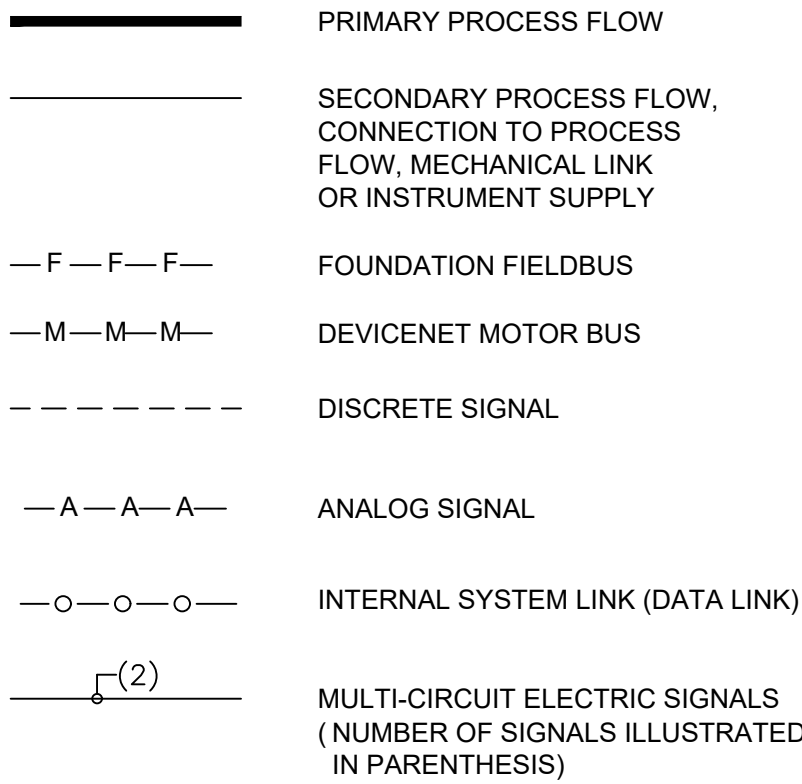 PRIMARY PROCESS FLOW
SECONDARY PROCESS FLOW,
CONNECTION TO PROCESS
FLOW, MECHANICAL LINK
OR INSTRUMENT SUPPLY
F F F FOUNDATION FIELDBUS
M M M DEVICENET MOTOR BUS
DISCRETE SIGNAL
A A A ANALOG SIGNAL
INTERNAL SYSTEM LINK (DATA LINK)
(2)
MULTI-CIRCUIT ELECTRIC SIGNALS
( NUMBER OF SIGNALS ILLUSTRATED
IN PARENTHESIS)